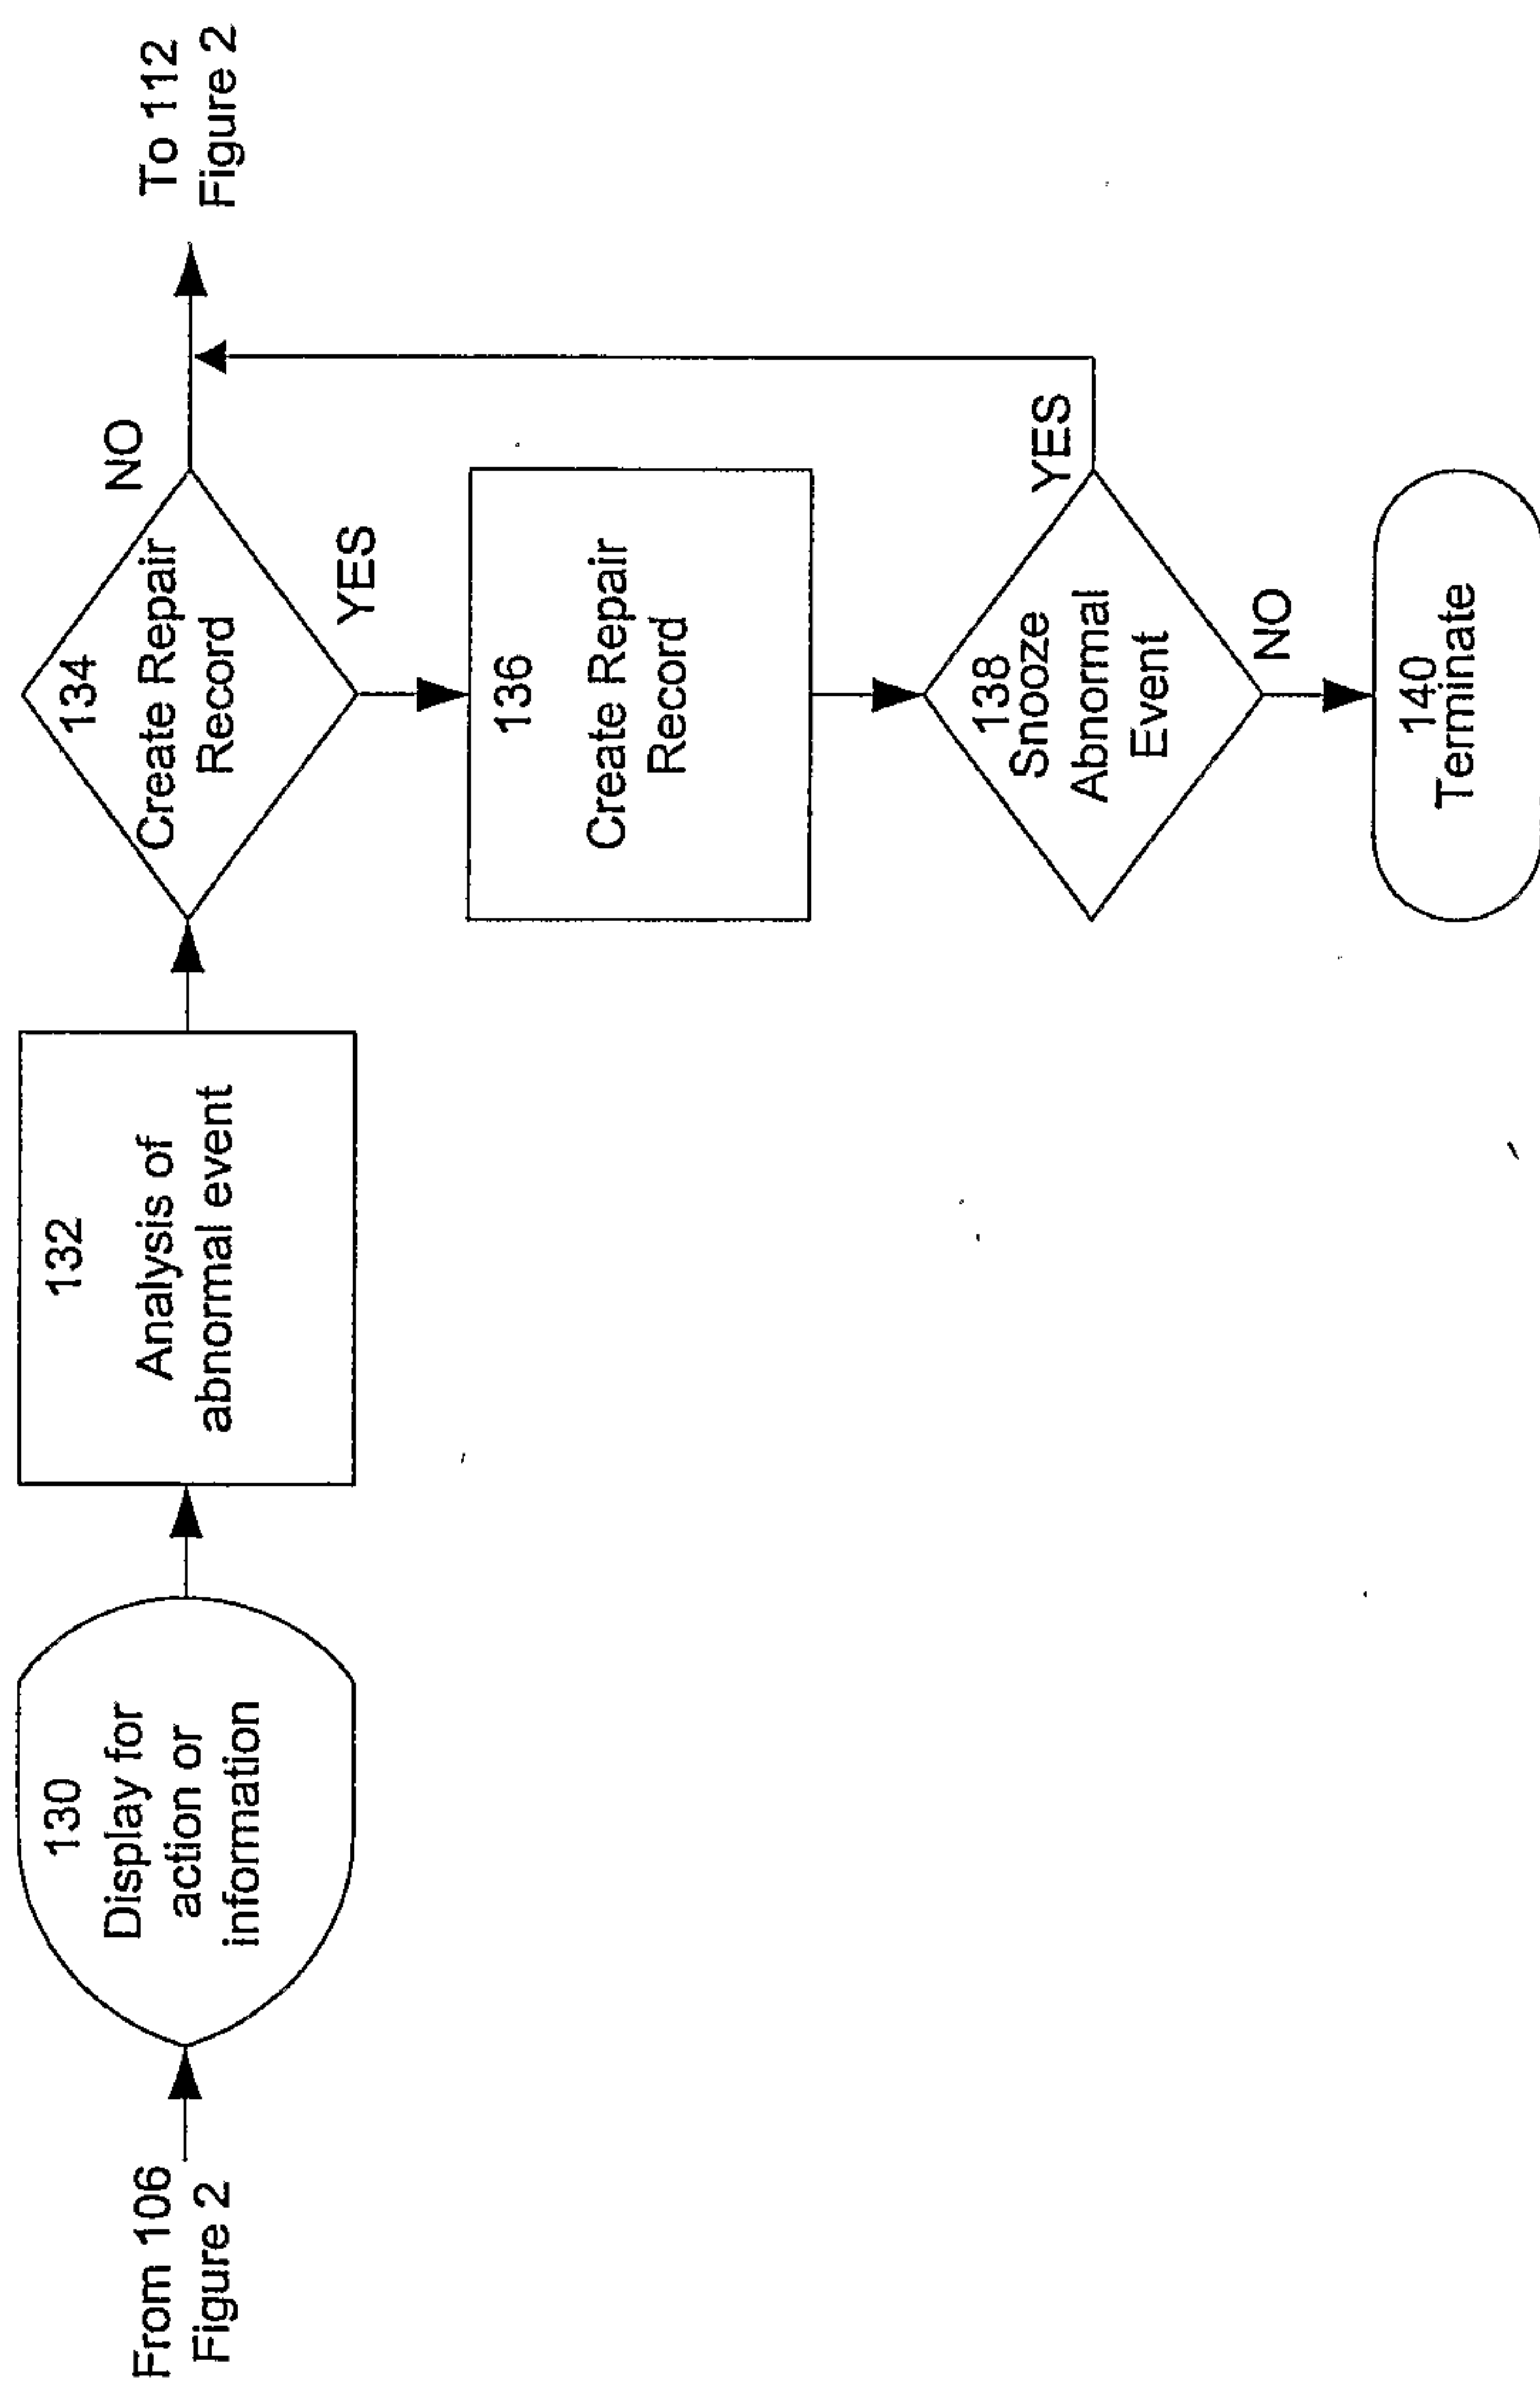 From 106
Figure 2
130
Display for
action or
information
132
Analysis of
abnormal event
134
Create Repair
Record
NO
To 112
Figure 2
YES
136
Create Repair
Record
138
Snooze
Abnormal
Event
YES
NO
140
Terminate